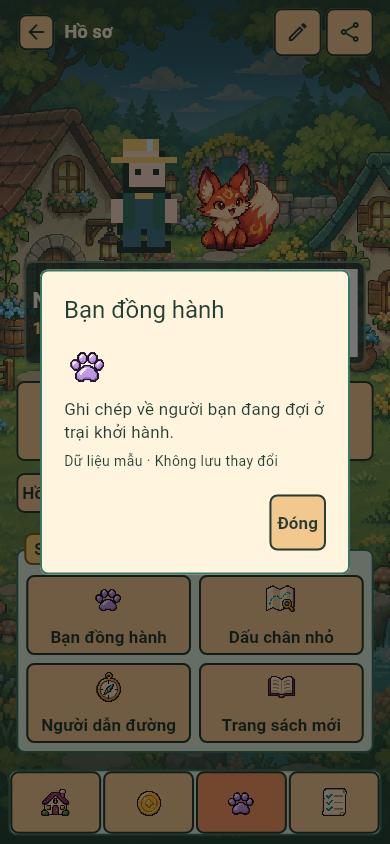 Hồ sơ
Bạn đồng hành
Ghi chép về người bạn đang đợi ở
trại khởi hành.
Dữ liệu mẫu · Không lưu thay đổi
Đóng
Bạn đồng hành
Dấu chân nhỏ
Người dẫn đường
Trang sách mới